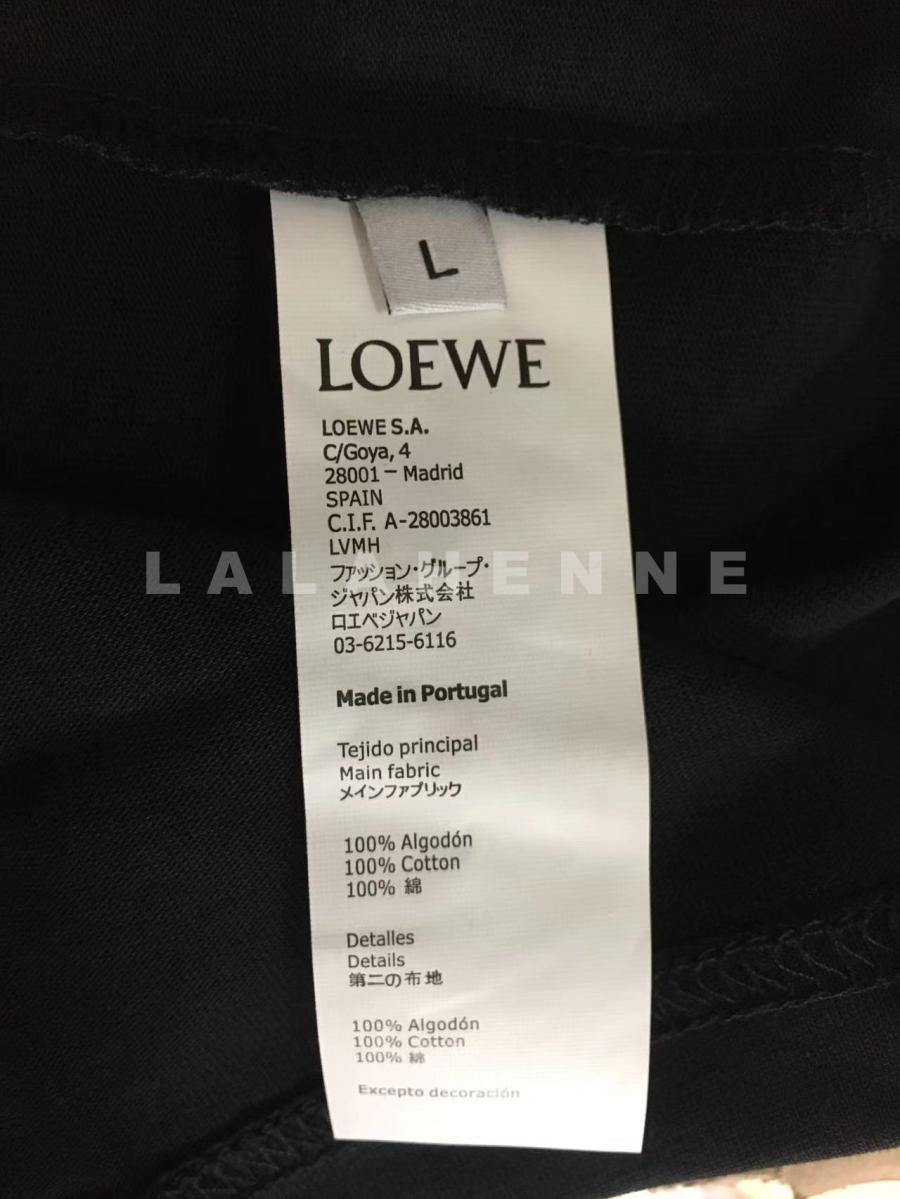 L
LOEWE
LOEWE S.A.
C/Goya, 4
28001 – Madrid
SPAIN
C.I.F. A-28003861
LVMH
ファッション・グループ・
ジャパン株式会社
ロエベジャパン
03-6215-6116
LALAHENNE
Made in Portugal
Tejido principal
Main fabric
メインファブリック
100% Algodón
100% Cotton
100% 綿
Detalles
Details
第二の布地
100% Algodón
100% Cotton
100% 綿
Excepto decoración